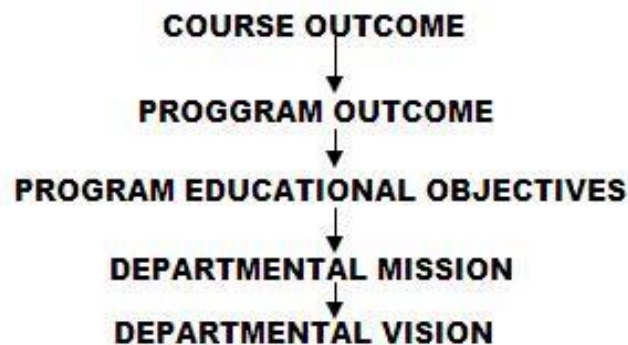 COURSE OUTCOME
PROGGRAM OUTCOME
PROGRAM EDUCATIONAL OBJECTIVES
DEPARTMENTAL MISSION
DEPARTMENTAL VISION